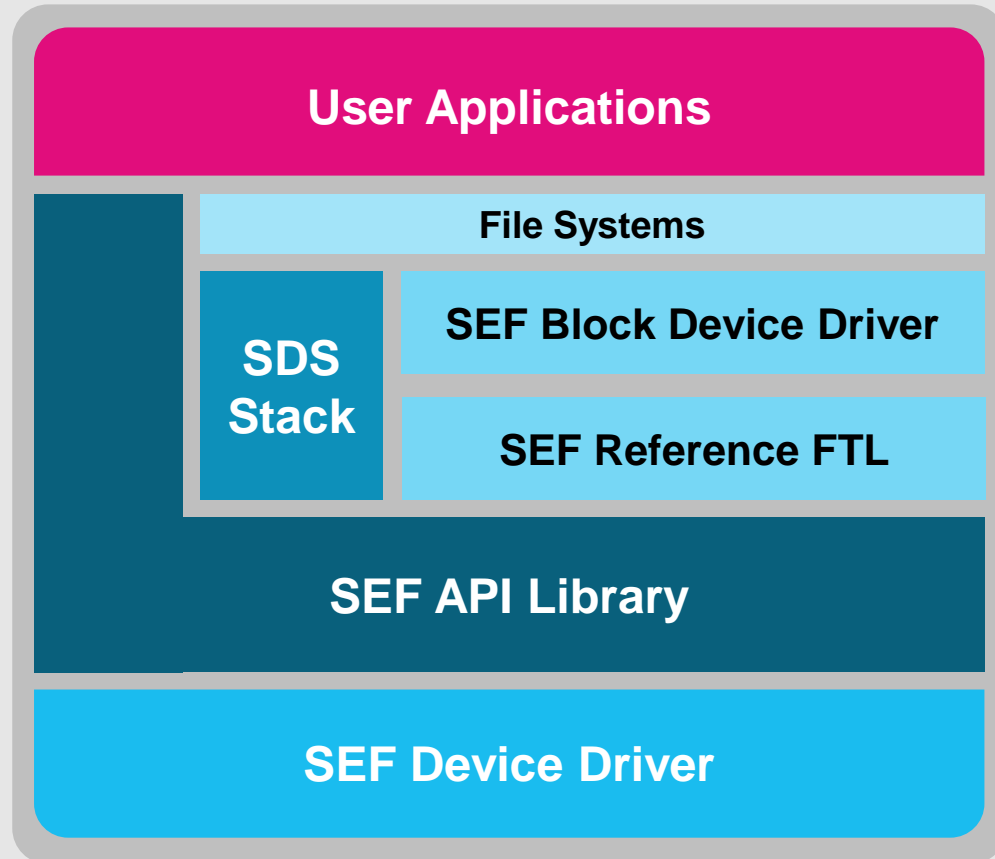 User Applications
File Systems
SDS
Stack
SEF Block Device Driver
SEF Reference FTL
SEF API Library
SEF Device Driver